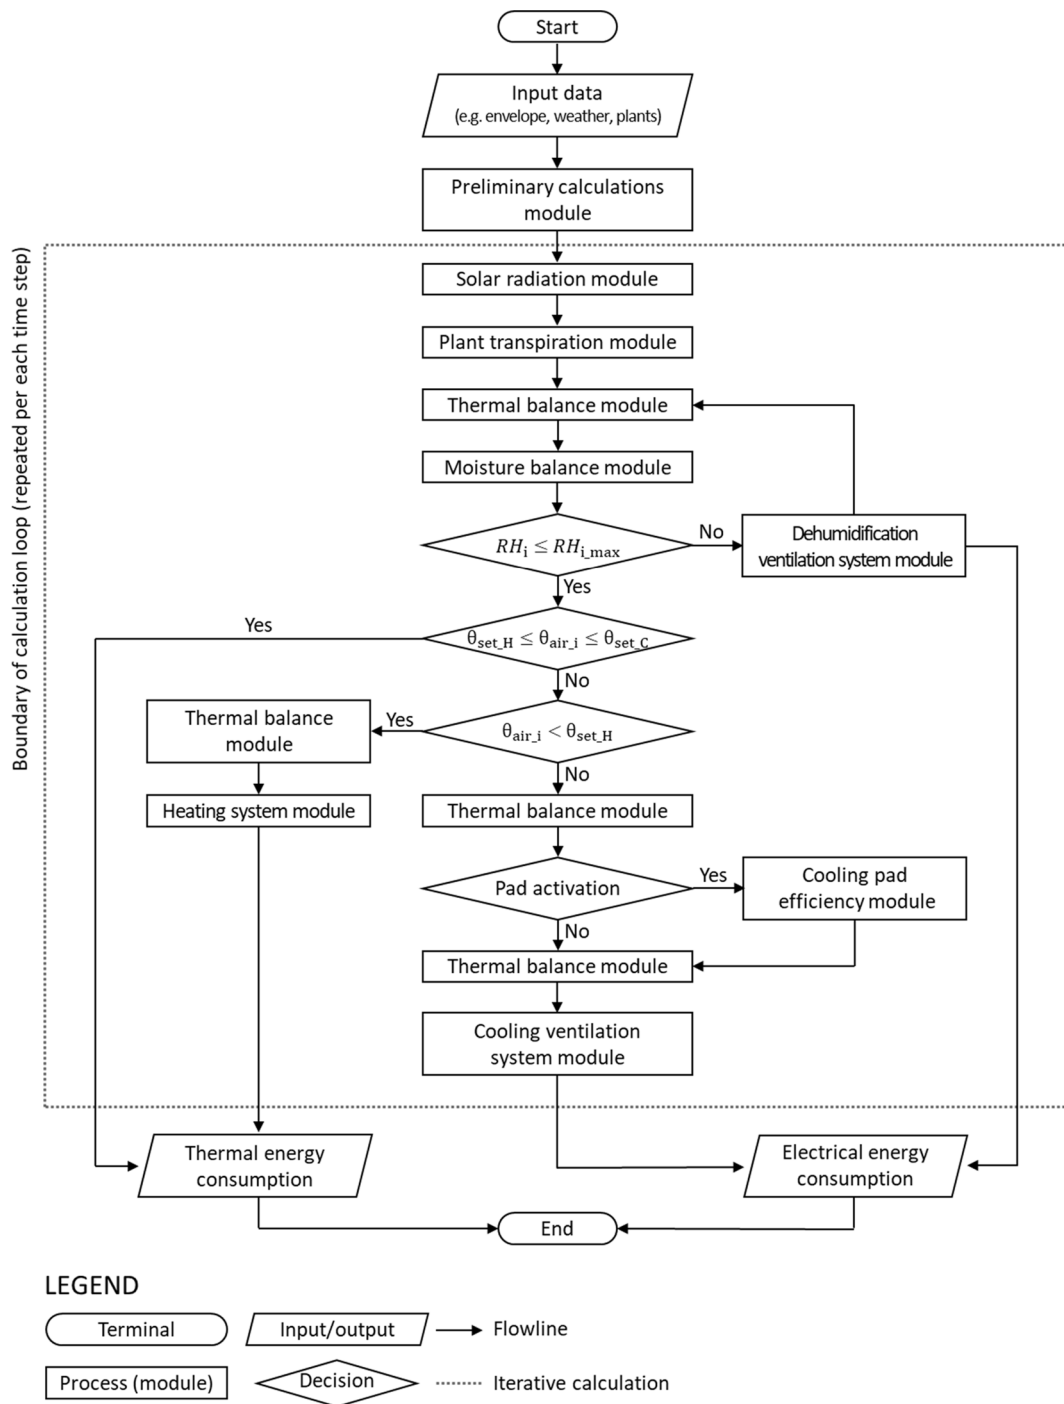 Start
Input data
(e.g. envelope, weather, plants)
Preliminary calculations
module
Boundary of calculation loop (repeated per each time step)
Solar radiation module
Plant transpiration module
Thermal balance module
Moisture balance module
RHi ≤ RHi_max
No
Dehumidification
ventilation system module
Yes
Yes
θset_H ≤ θair_i ≤ θset_C
No
Thermal balance
module
Yes
θair_i < θset_H
No
Heating system module
Thermal balance module
Pad activation
Yes
Cooling pad
efficiency module
No
Thermal balance module
Cooling ventilation
system module
Thermal energy
consumption
Electrical energy
consumption
End
LEGEND
Terminal
Input/output
Flowline
Process (module)
Decision
Iterative calculation